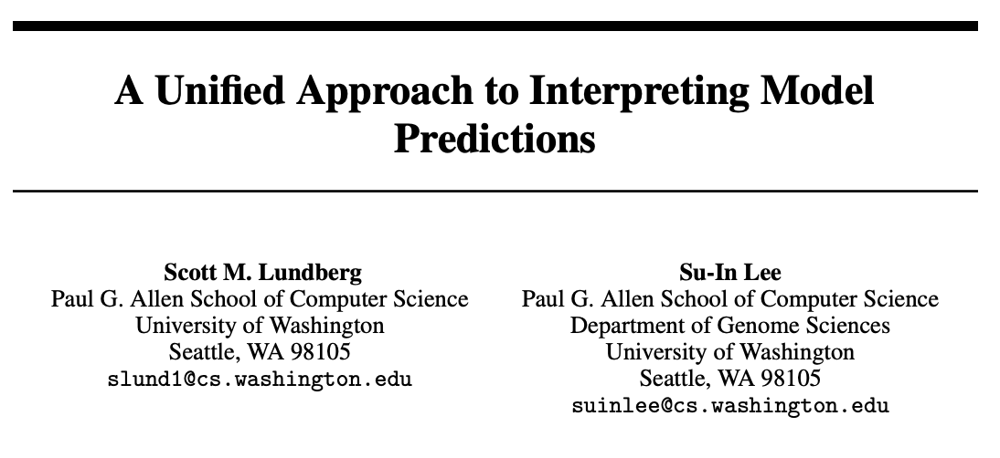 A Unified Approach to Interpreting Model
Predictions
Scott M. Lundberg
Paul G. Allen School of Computer Science
University of Washington
Seattle, WA 98105
slund1@cs.washington.edu
Su-In Lee
Paul G. Allen School of Computer Science
Department of Genome Sciences
University of Washington
Seattle, WA 98105
suinlee@cs.washington.edu